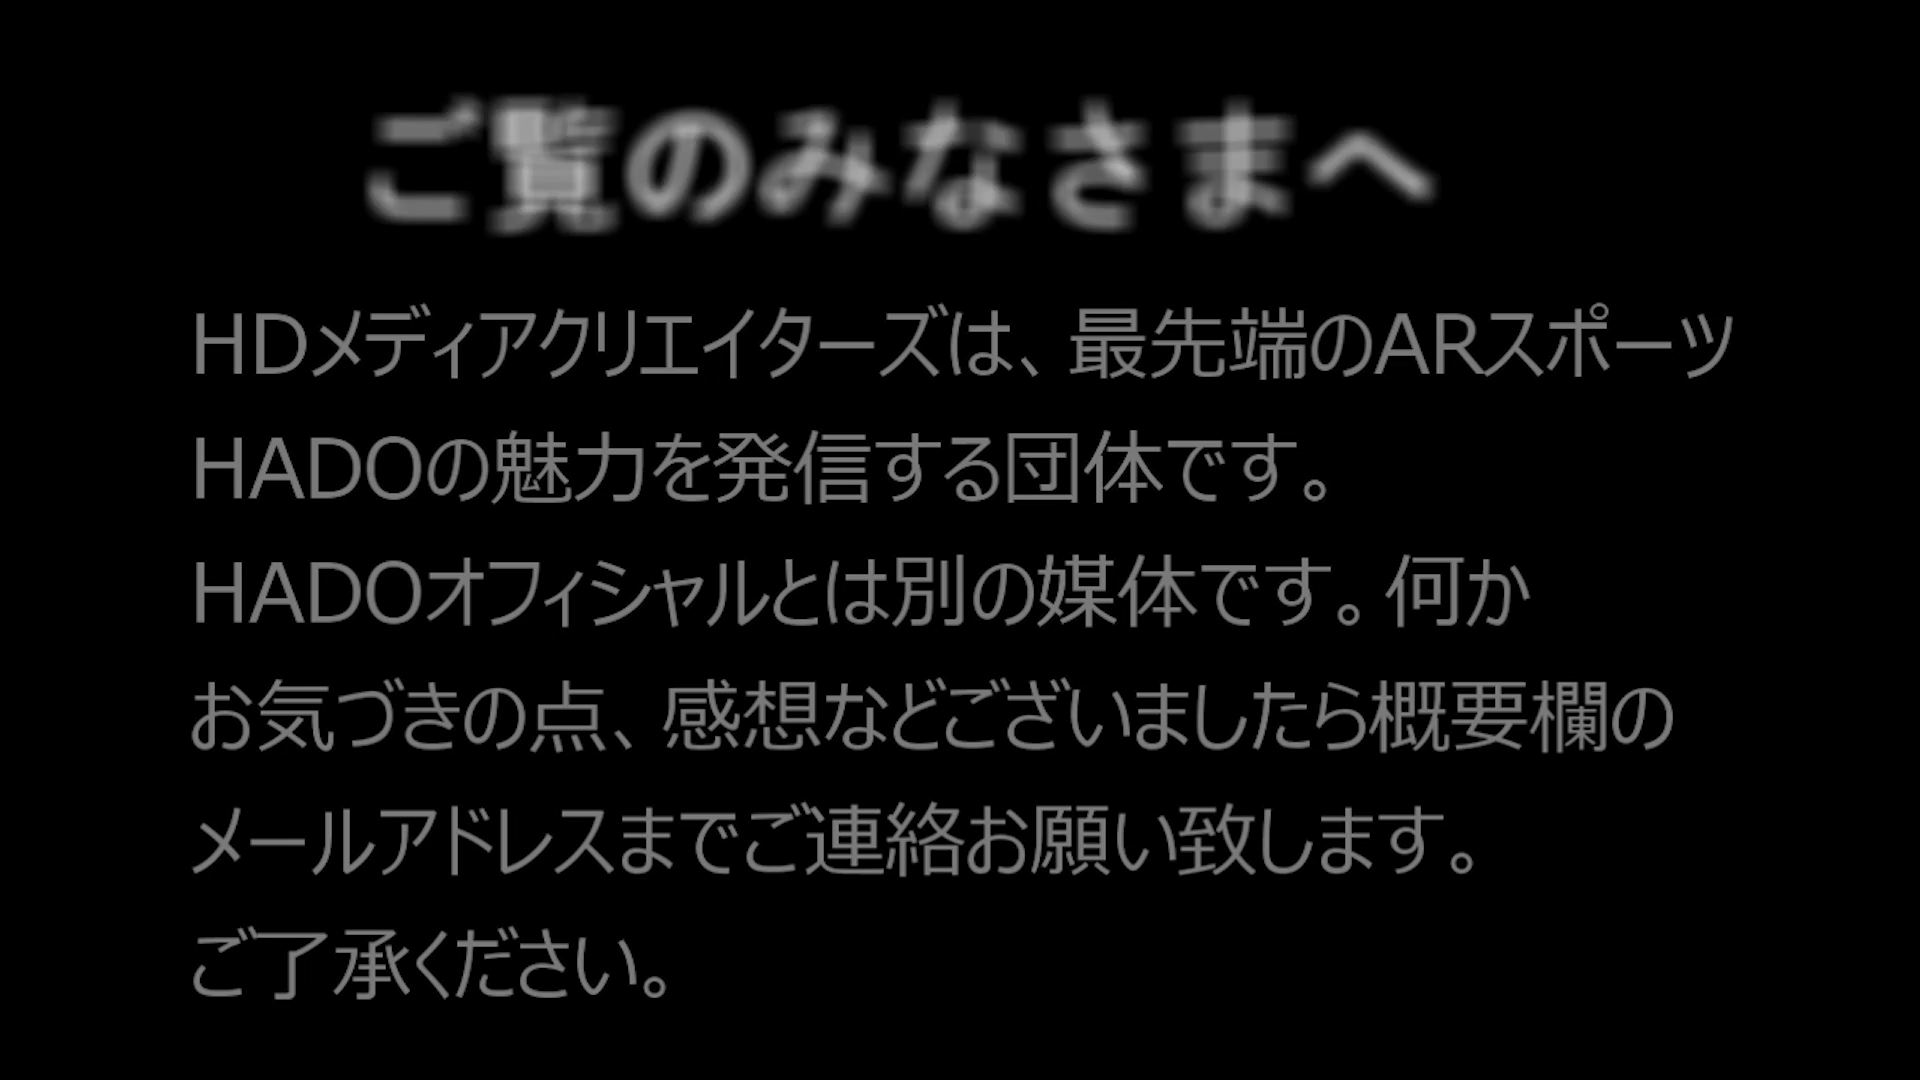 ご覧のみなさまへ
HDメディアクリエイターズは、最先端のARスポーツ
HADOの魅力を発信する団体です。
HADOオフィシャルとは別の媒体です。何か
お気づきの点、感想などございましたら概要欄の
メールアドレスまでご連絡お願い致します。
ご了承ください。